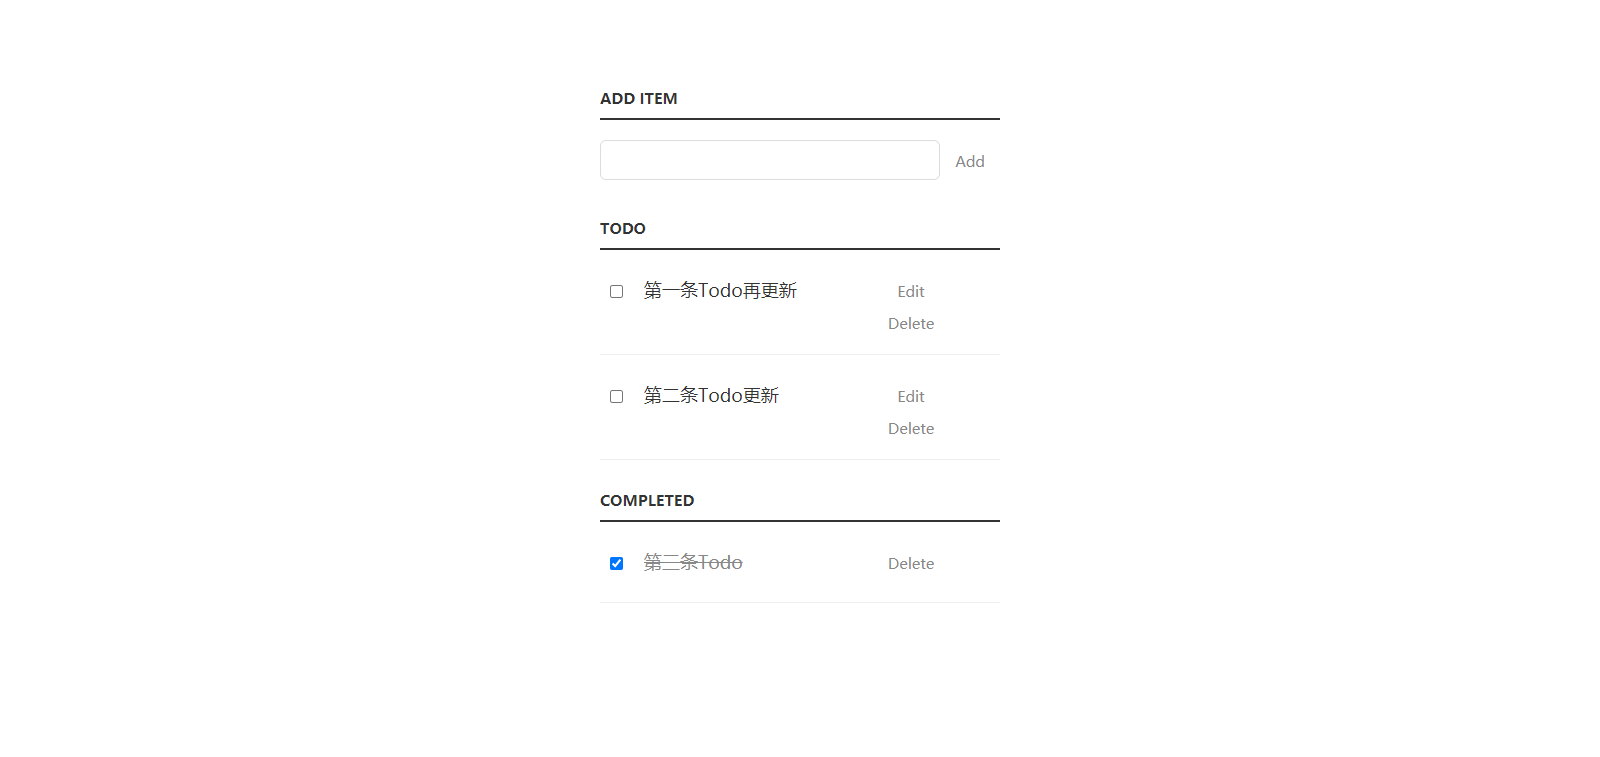 ADD ITEM
Add
TODO
第一条Todo再更新
Edit
Delete
第二条Todo更新
Edit
Delete
COMPLETED
第三条Todo
Delete